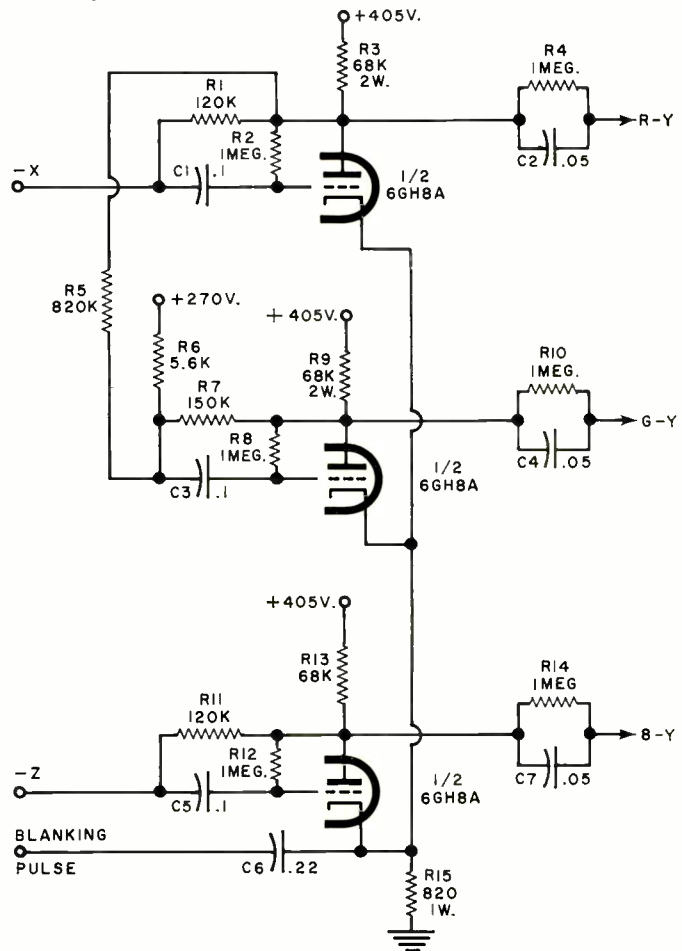 +405V.
R3
68K
2W.
R4
1MEG.
R1
120K
R2
1MEG.
R-Y
C2 .05
-X
C1 .1
1/2
6GH8A
R5
820K
+270V.
+405V.
R6
5.6K
R9
68K
2W.
R10
1MEG.
R7
150K
R8
1MEG.
G-Y
C4 .05
C3 .1
1/2
6GH8A
+405V.
R13
68K
R14
1MEG
R11
120K
R12
1MEG.
8-Y
C7 .05
-Z
C5 .1
1/2
6GH8A
BLANKING
PULSE
C6 .22
R15
820
1W.